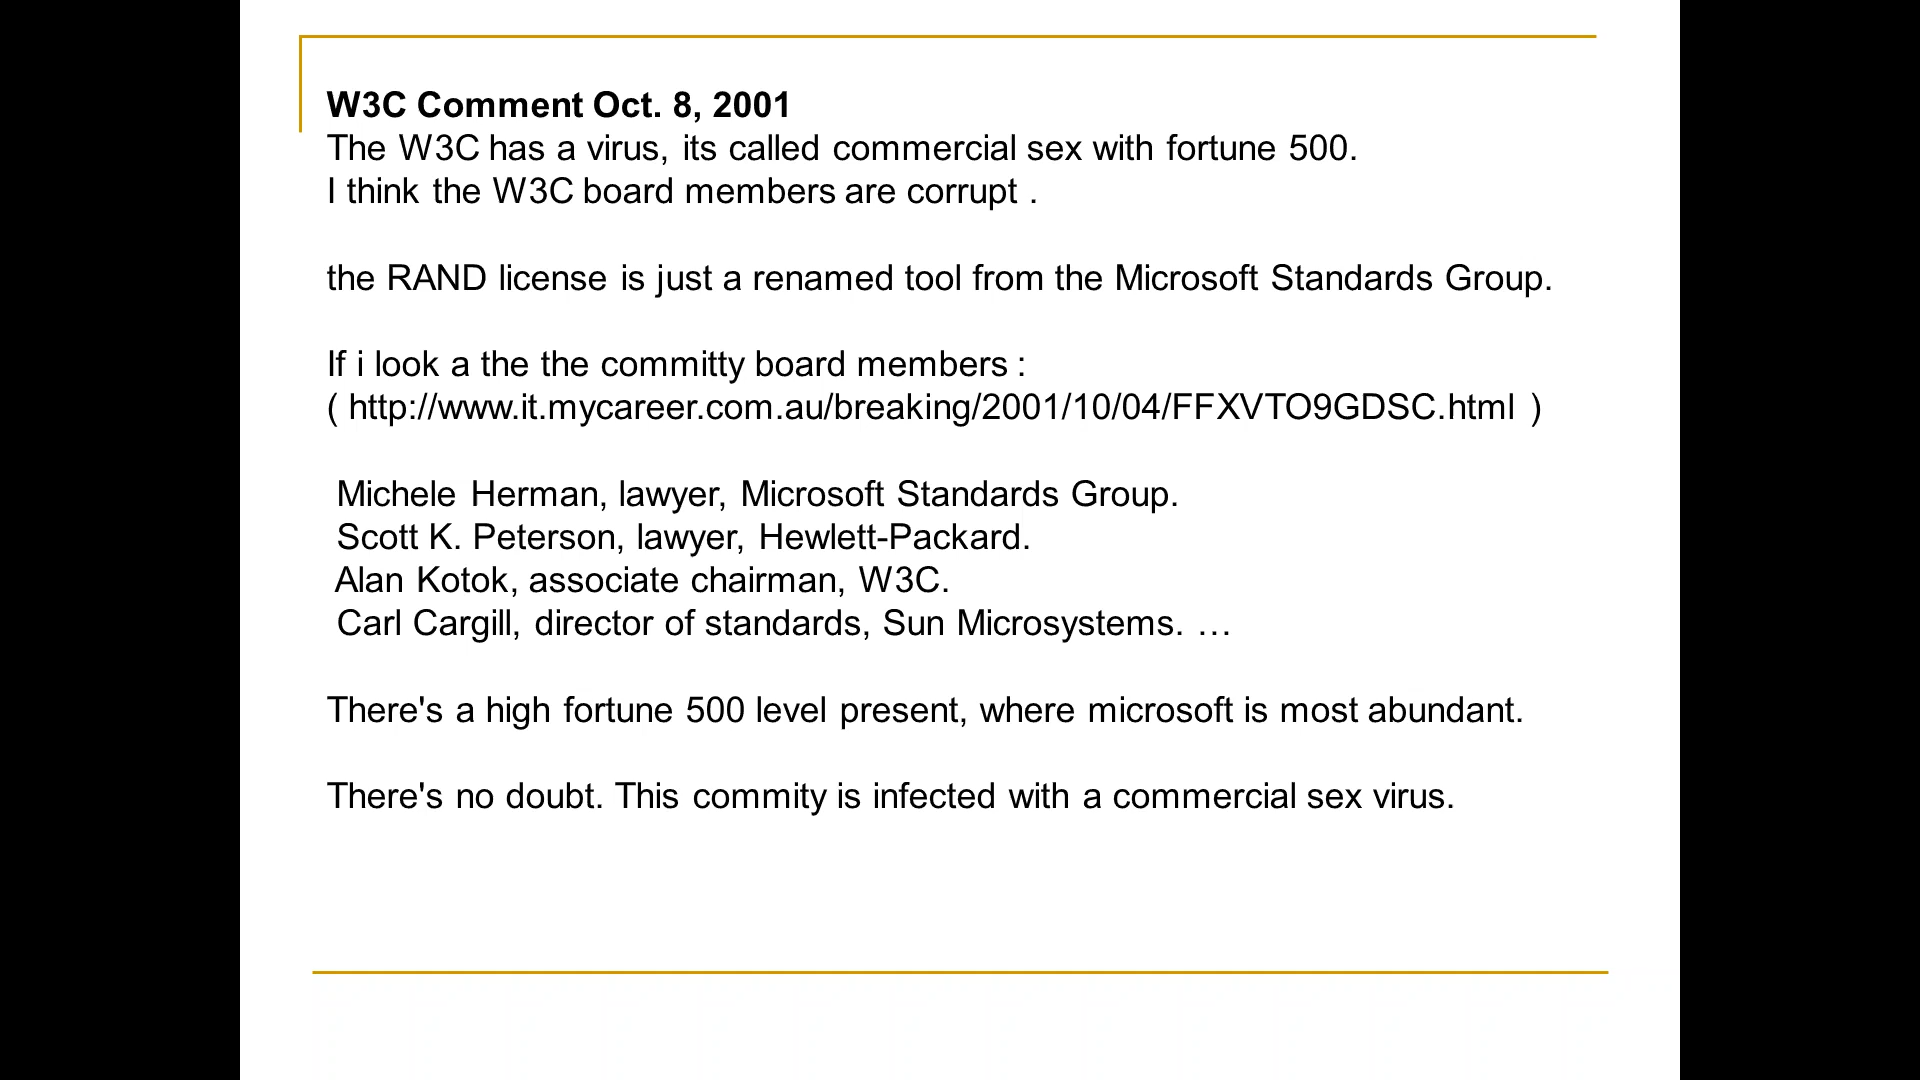 W3C Comment Oct. 8, 2001
The W3C has a virus, its called commercial sex with fortune 500.
I think the W3C board members are corrupt .
the RAND license is just a renamed tool from the Microsoft Standards Group.
If i look a the the committy board members :
( http://www.it.mycareer.com.au/breaking/2001/10/04/FFXVTO9GDSC.html )
Michele Herman, lawyer, Microsoft Standards Group.
Scott K. Peterson, lawyer, Hewlett-Packard.
Alan Kotok, associate chairman, W3C.
Carl Cargill, director of standards, Sun Microsystems. …
There's a high fortune 500 level present, where microsoft is most abundant.
There's no doubt. This commity is infected with a commercial sex virus.